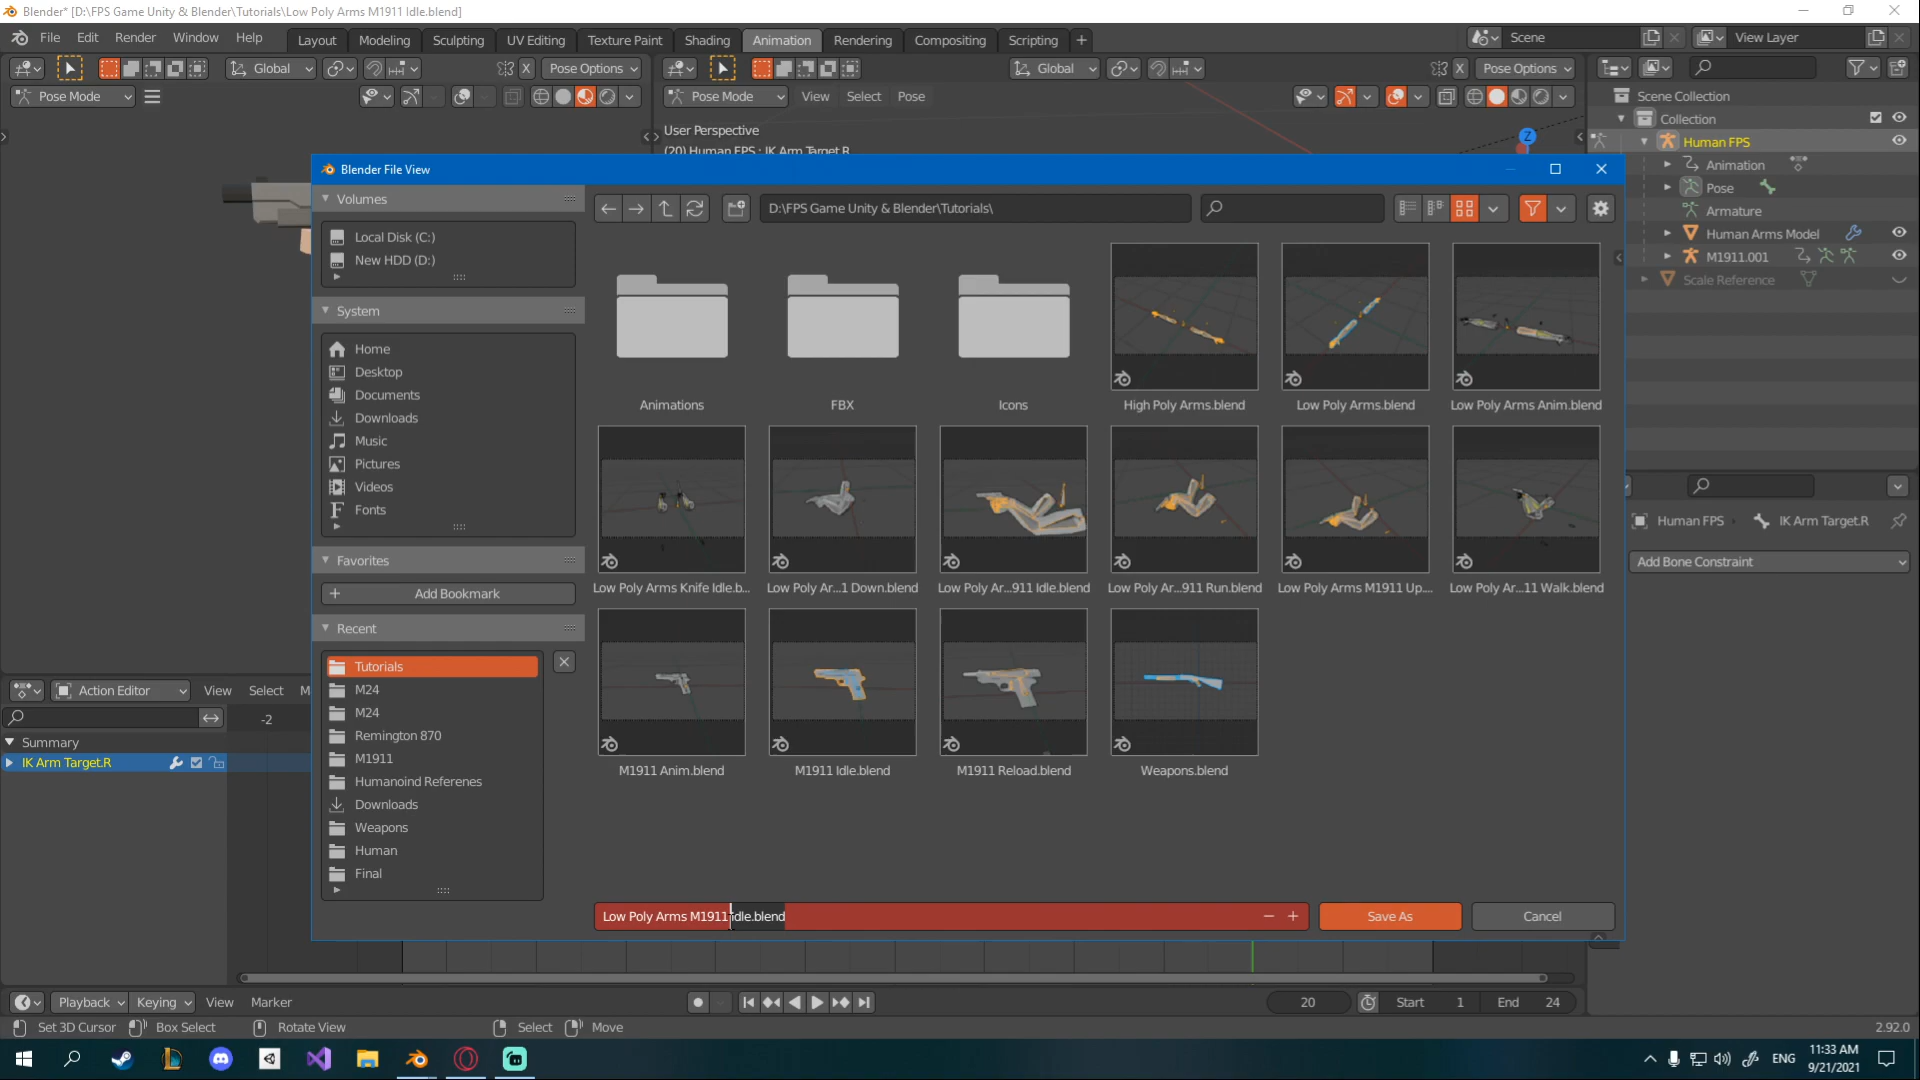 Blender* [D:\FPS Game Unity & Blender\Tutorials\Low Poly Arms M1911 Idle.blend]
File Edit Render Window Help
Layout Modeling Sculpting UV Editing Texture Paint Shading Animation Rendering Compositing Scripting +
Scene
View Layer
Global
X Pose Options
Global
X Pose Options
Pose Mode
Pose Mode View Select Pose
Scene Collection
Collection
Human FPS
Animation
Pose
Armature
Human Arms Model
M1911.001
Scale Reference
User Perspective
(20) Human FPS : IK Arm Target.R
Z
Blender File View
Volumes
Local Disk (C:)
New HDD (D:)
System
Home
Desktop
Documents
Downloads
Music
Pictures
Videos
Fonts
Favorites
Add Bookmark
Recent
Tutorials
M24
M24
Remington 870
M1911
Humanoind Referenes
Downloads
Weapons
Human
Final
D:\FPS Game Unity & Blender\Tutorials\
Animations
FBX
Icons
High Poly Arms.blend
Low Poly Arms.blend
Low Poly Arms Anim.blend
Low Poly Arms Knife Idle.b...
Low Poly Ar...1 Down.blend
Low Poly Ar...911 Idle.blend
Low Poly Ar...911 Run.blend
Low Poly Arms M1911 Up....
Low Poly Ar...11 Walk.blend
M1911 Anim.blend
M1911 Idle.blend
M1911 Reload.blend
Weapons.blend
Low Poly Arms M1911 Idle.blend
Save As
Cancel
Human FPS
IK Arm Target.R
Add Bone Constraint
Action Editor View Select M
-2
Summary
IK Arm Target.R
Playback Keying View Marker
20
Start 1
End 24
Set 3D Cursor Box Select Rotate View Select Move
2.92.0
ENG
11:33 AM
9/21/2021